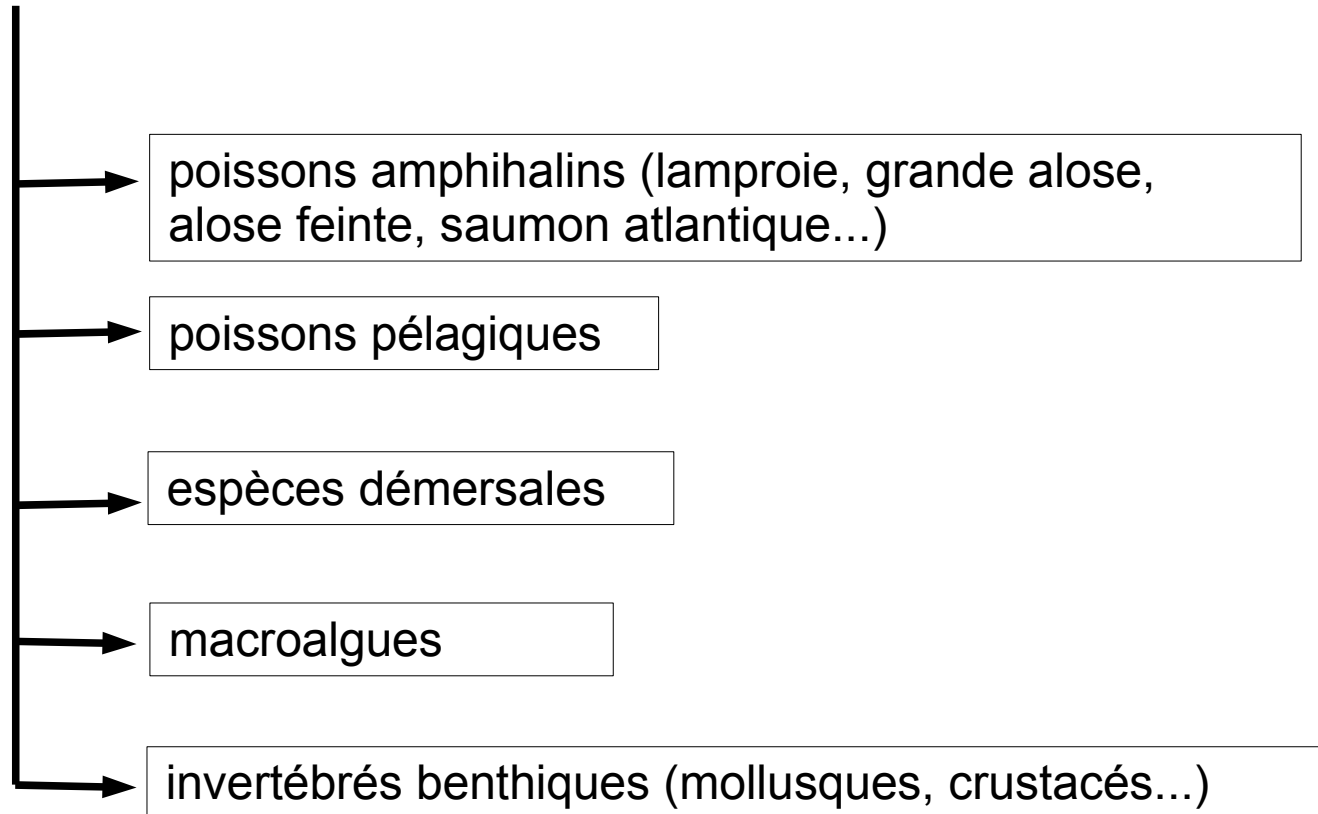 poissons amphihalins (lamproie, grande alose,
alose feinte, saumon atlantique...)
poissons pélagiques
espèces démersales
macroalgues
invertébrés benthiques (mollusques, crustacés...)